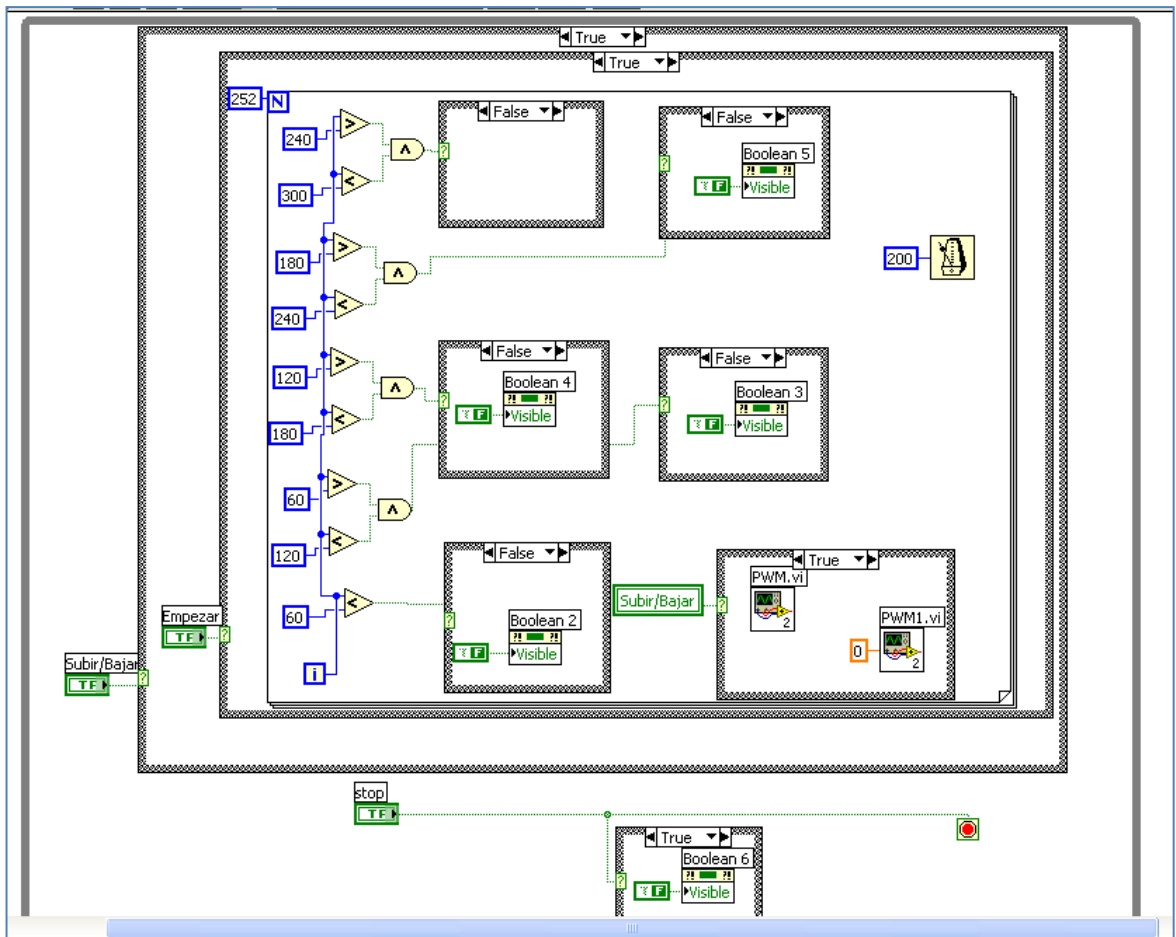 True
True
252 N
False
False
240
>
∧
Boolean 5
F
Visible
300
<
180
>
∧
200
240
<
False
False
120
>
∧
Boolean 4
Boolean 3
F
Visible
F
Visible
180
<
60
>
∧
120
<
False
True
PWM.vi
2
Subir/Bajar
Empezar
TF
60
<
Boolean 2
F
Visible
PWM1.vi
0
2
Subir/Bajar
TF
i
stop
TF
True
Boolean 6
F
Visible